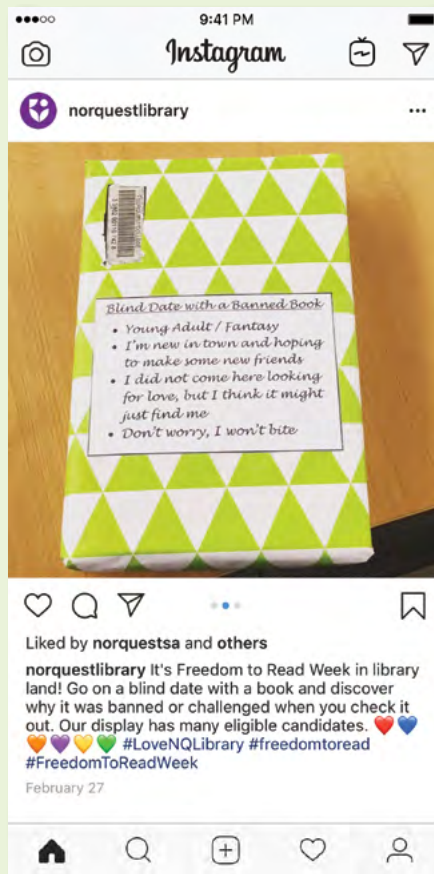 9:41 PM
Instagram
norquestlibrary
Blind Date with a Banned Book
• Young Adult / Fantasy
• I'm new in town and hoping
to make some new friends
• I did not come here looking
for love, but I think it might
just find me
• Don't worry, I won't bite
Liked by norquestsa and others
norquestlibrary It's Freedom to Read Week in library
land! Go on a blind date with a book and discover
why it was banned or challenged when you check it
out. Our display has many eligible candidates. ❤️💙
🧡💜💛💚 #LoveNQLibrary #freedomtoread
#FreedomToReadWeek
February 27